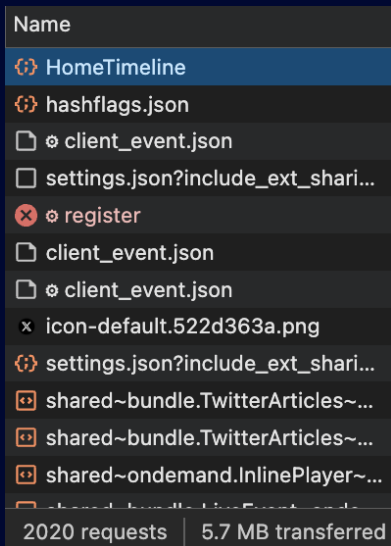 Name
HomeTimeline
hashflags.json
client_event.json
settings.json?include_ext_shari...
register
client_event.json
client_event.json
icon-default.522d363a.png
settings.json?include_ext_shari...
shared~bundle.TwitterArticles~...
shared~bundle.TwitterArticles~...
shared~ondemand.InlinePlayer~...
2020 requests 5.7 MB transferred